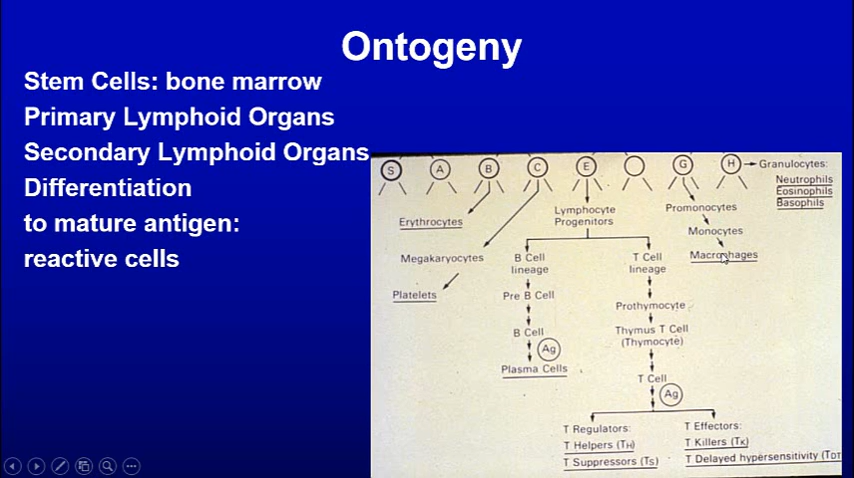 Ontogeny
Stem Cells: bone marrow
Primary Lymphoid Organs
Secondary Lymphoid Organs
Differentiation
to mature antigen:
reactive cells
S A B C E G H Granulocytes:
Neutrophils
Eosinophils
Basophils
Erythrocytes
Lymphocyte
Progenitors
Promonocytes
Monocytes
Macrophages
Megakaryocytes
Platelets
B Cell
lineage
Pre B Cell
B Cell
Ag
Plasma Cells
T Cell
lineage
Prothymocyte
Thymus T Cell
(Thymocyte)
T Cell
Ag
T Regulators:
T Helpers (TH)
T Suppressors (TS)
T Effectors:
T Killers (TK)
T Delayed hypersensitivity (TDT